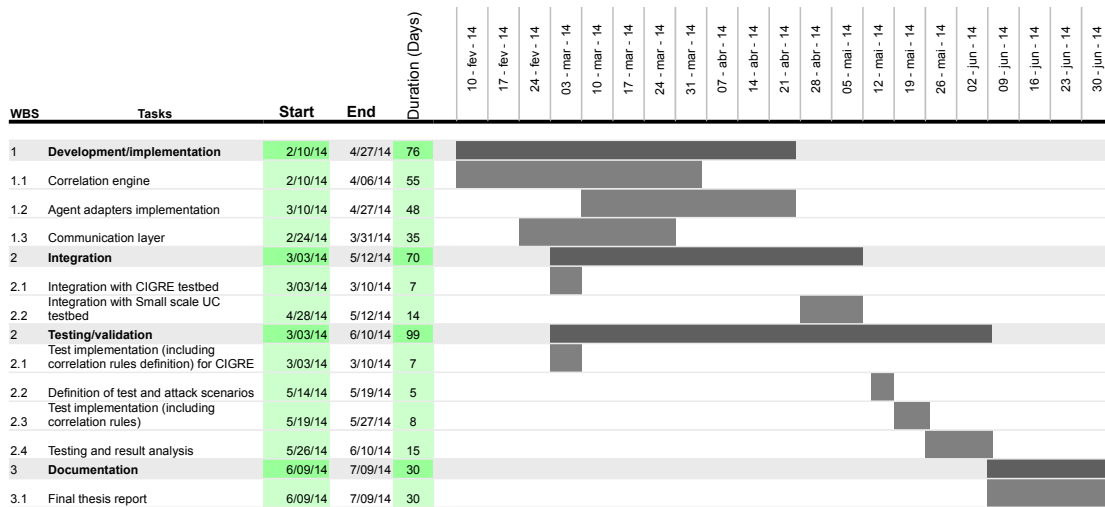 Duration (Days)
10 - fev - 14
17 - fev - 14
24 - fev - 14
03 - mar - 14
10 - mar - 14
17 - mar - 14
24 - mar - 14
31 - mar - 14
07 - abr - 14
14 - abr - 14
21 - abr - 14
28 - abr - 14
05 - mai - 14
12 - mai - 14
19 - mai - 14
26 - mai - 14
02 - jun - 14
09 - jun - 14
16 - jun - 14
23 - jun - 14
30 - jun - 14
WBS Tasks Start End
1 Development/implementation 2/10/14 4/27/14 76
1.1 Correlation engine 2/10/14 4/06/14 55
1.2 Agent adapters implementation 3/10/14 4/27/14 48
1.3 Communication layer 2/24/14 3/31/14 35
2 Integration 3/03/14 5/12/14 70
2.1 Integration with CIGRE testbed 3/03/14 3/10/14 7
Integration with Small scale UC
2.2 testbed 4/28/14 5/12/14 14
2 Testing/validation 3/03/14 6/10/14 99
Test implementation (including
2.1 correlation rules definition) for CIGRE 3/03/14 3/10/14 7
2.2 Definition of test and attack scenarios 5/14/14 5/19/14 5
Test implementation (including
2.3 correlation rules) 5/19/14 5/27/14 8
2.4 Testing and result analysis 5/26/14 6/10/14 15
3 Documentation 6/09/14 7/09/14 30
3.1 Final thesis report 6/09/14 7/09/14 30